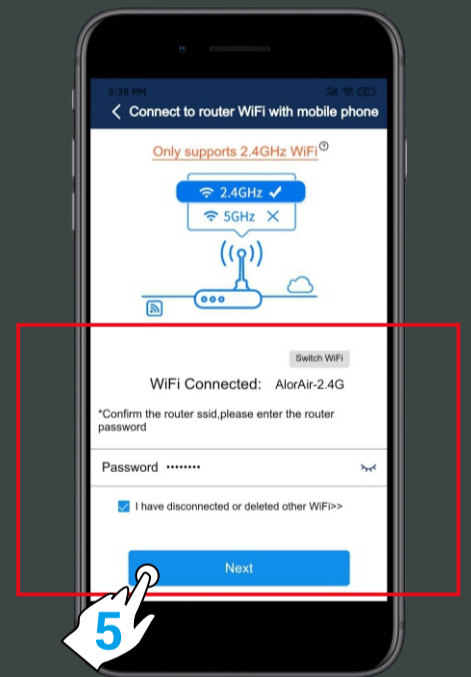 5:38 PM
Connect to router WiFi with mobile phone
Only supports 2.4GHz WiFi?
2.4GHz
5GHz
Switch WiFi
WiFi Connected: AlorAir-2.4G
*Confirm the router ssid,please enter the router
password
Password ········
I have disconnected or deleted other WiFi>>
Next
5